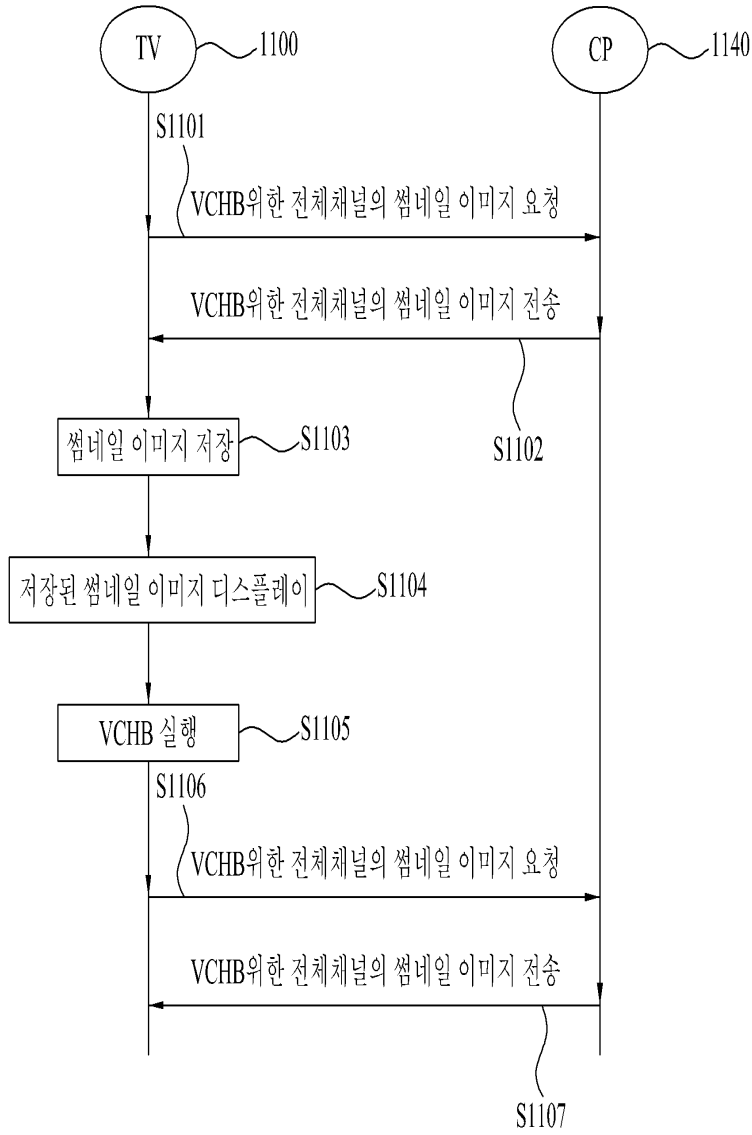 TV
1100
CP
1140
S1101
VCHB위한 전체채널의 썸네일 이미지 요청
VCHB위한 전체채널의 썸네일 이미지 전송
S1102
썸네일 이미지 저장
S1103
저장된 썸네일 이미지 디스플레이
S1104
VCHB 실행
S1105
S1106
VCHB위한 전체채널의 썸네일 이미지 요청
VCHB위한 전체채널의 썸네일 이미지 전송
S1107